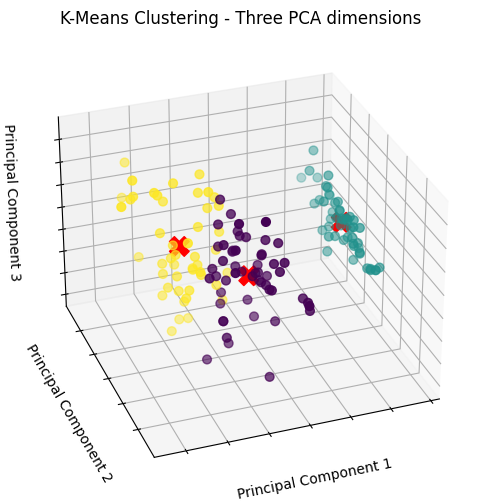 K-Means Clustering - Three PCA dimensions
Principal Component 3
Principal Component 2
Principal Component 1